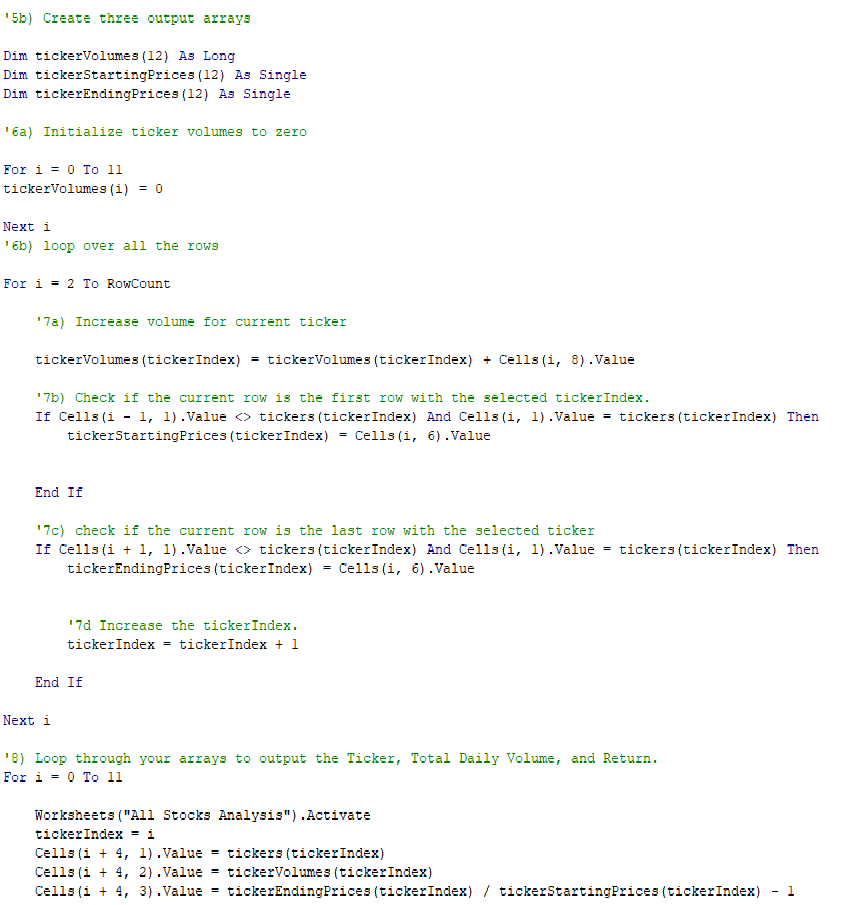 '5b) Create three output arrays
Dim tickerVolumes(12) As Long
Dim tickerStartingPrices(12) As Single
Dim tickerEndingPrices(12) As Single
'6a) Initialize ticker volumes to zero
For i = 0 To 11
tickerVolumes(i) = 0
Next i
'6b) loop over all the rows
For i = 2 To RowCount
'7a) Increase volume for current ticker
tickerVolumes(tickerIndex) = tickerVolumes(tickerIndex) + Cells(i, 8).Value
'7b) Check if the current row is the first row with the selected tickerIndex.
If Cells(i - 1, 1).Value <> tickers(tickerIndex) And Cells(i, 1).Value = tickers(tickerIndex) Then
tickerStartingPrices(tickerIndex) = Cells(i, 6).Value
End If
'7c) check if the current row is the last row with the selected ticker
If Cells(i + 1, 1).Value <> tickers(tickerIndex) And Cells(i, 1).Value = tickers(tickerIndex) Then
tickerEndingPrices(tickerIndex) = Cells(i, 6).Value
'7d Increase the tickerIndex.
tickerIndex = tickerIndex + 1
End If
Next i
'8) Loop through your arrays to output the Ticker, Total Daily Volume, and Return.
For i = 0 To 11
Worksheets("All Stocks Analysis").Activate
tickerIndex = i
Cells(i + 4, 1).Value = tickers(tickerIndex)
Cells(i + 4, 2).Value = tickerVolumes(tickerIndex)
Cells(i + 4, 3).Value = tickerEndingPrices(tickerIndex) / tickerStartingPrices(tickerIndex) - 1